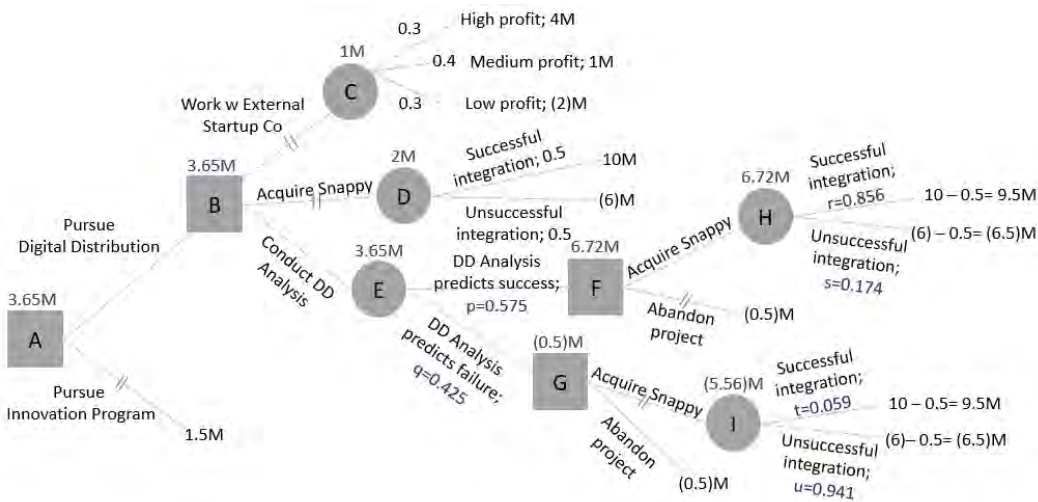 0.3
High profit; 4M
1M
0.4
Medium profit; 1M
C
0.3
Low profit; (2)M
Work w External
Startup Co
3.65M
B
Acquire Snappy
2M
D
Successful
integration; 0.5
10M
(6)M
Unsuccessful
integration; 0.5
Pursue
Digital Distribution
Conduct DD
Analysis
3.65M
E
DD Analysis
predicts success;
p=0.575
6.72M
F
Acquire Snappy
6.72M
H
Successful
integration;
r=0.856
10 – 0.5= 9.5M
(6) – 0.5= (6.5)M
Unsuccessful
integration;
s=0.174
Abandon
project
(0.5)M
3.65M
A
Pursue
Innovation Program
1.5M
DD Analysis
predicts failure;
q=0.425
(0.5)M
G
Acquire Snappy
(5.56)M
I
Successful
integration;
t=0.059
10 – 0.5= 9.5M
(6)– 0.5= (6.5)M
Unsuccessful
integration;
u=0.941
Abandon
project
(0.5)M